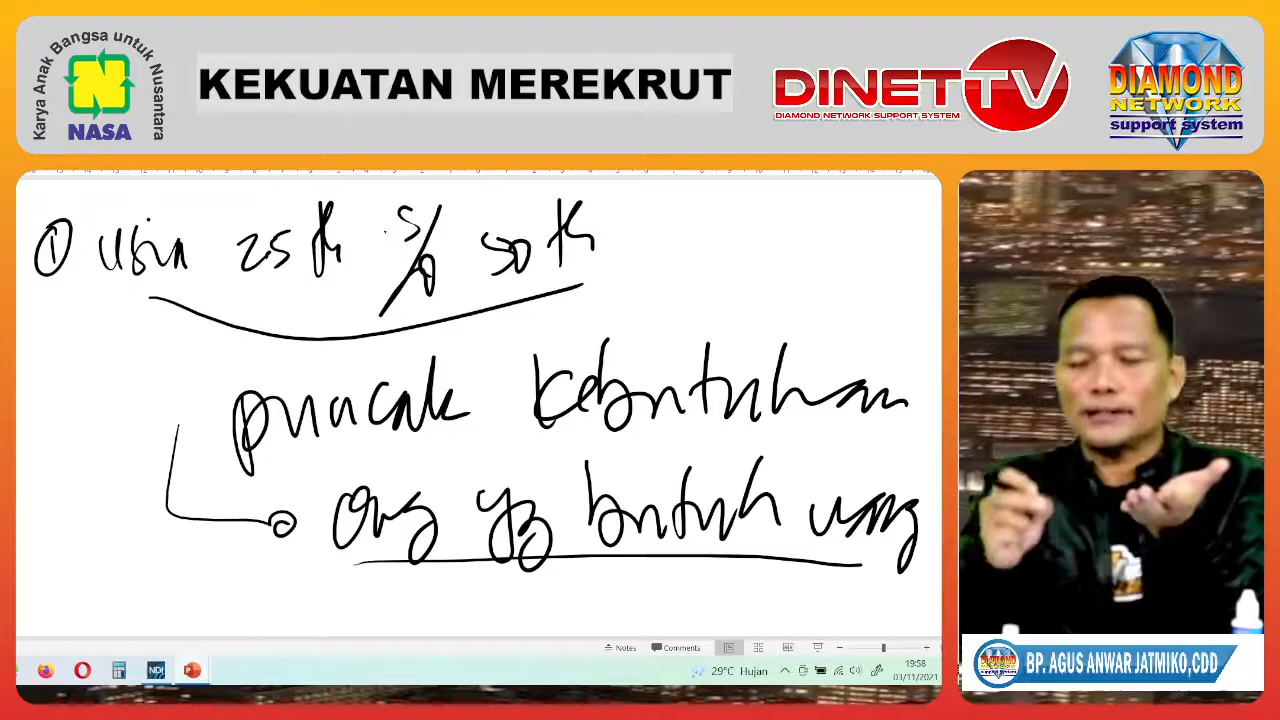 Karya Anak Bangsa untuk Nusantara
NASA
KEKUATAN MEREKRUT
DINET TV
DIAMOND NETWORK SUPPORT SYSTEM
DIAMOND
NETWORK
support system
① usia 25 th s/d 50 th
puncak kebutuhan
org yg butuh uang
Notes Comments
NDI
29°C Hujan
19:58
03/11/2021
BP. AGUS ANWAR JATMIKO,CDD